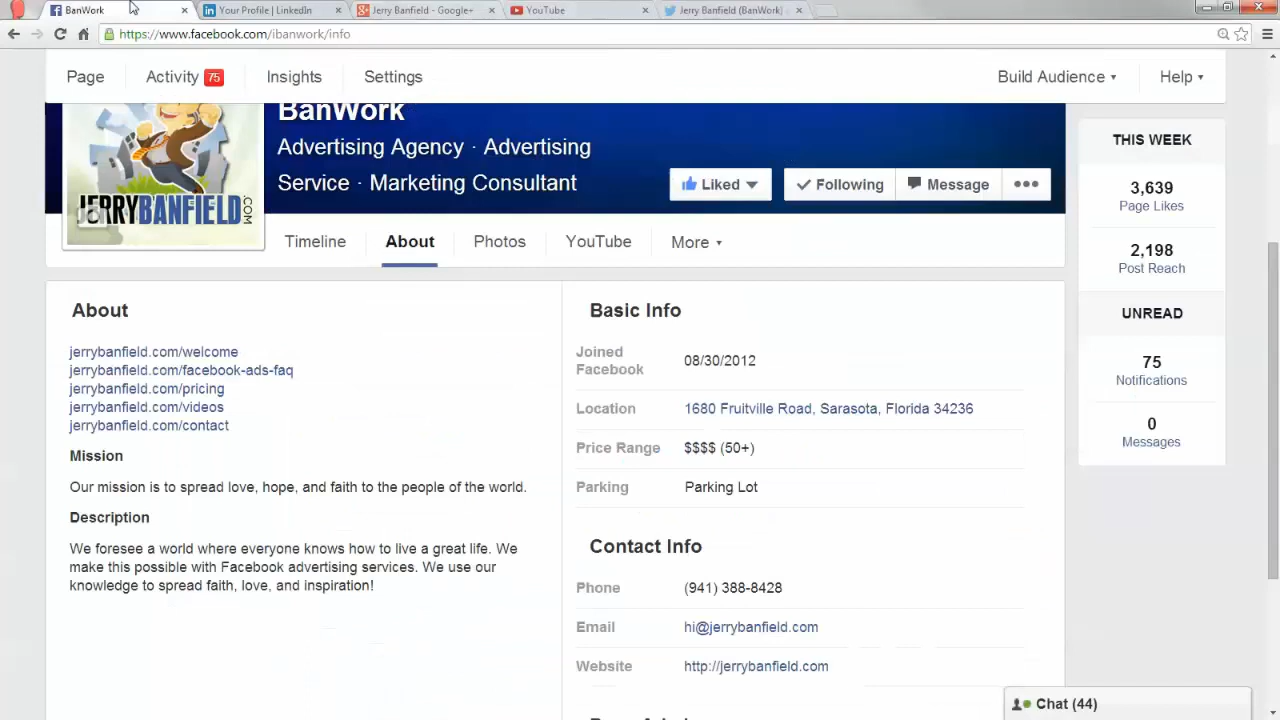 BanWork
Your Profile | LinkedIn
Jerry Banfield - Google+
YouTube
Jerry Banfield (BanWork)
https://www.facebook.com/ibanwork/info
Page
Activity 75
Insights
Settings
Build Audience
Help
BanWork
Advertising Agency · Advertising
Service · Marketing Consultant
JERRYBANFIELD.COM
Liked
Following
Message
Timeline
About
Photos
YouTube
More
THIS WEEK
3,639
Page Likes
2,198
Post Reach
UNREAD
75
Notifications
0
Messages
About
jerrybanfield.com/welcome
jerrybanfield.com/facebook-ads-faq
jerrybanfield.com/pricing
jerrybanfield.com/videos
jerrybanfield.com/contact
Mission
Our mission is to spread love, hope, and faith to the people of the world.
Description
We foresee a world where everyone knows how to live a great life. We
make this possible with Facebook advertising services. We use our
knowledge to spread faith, love, and inspiration!
Basic Info
Joined
Facebook
08/30/2012
Location
1680 Fruitville Road, Sarasota, Florida 34236
Price Range
$$$$ (50+)
Parking
Parking Lot
Contact Info
Phone
(941) 388-8428
Email
hi@jerrybanfield.com
Website
http://jerrybanfield.com
Chat (44)